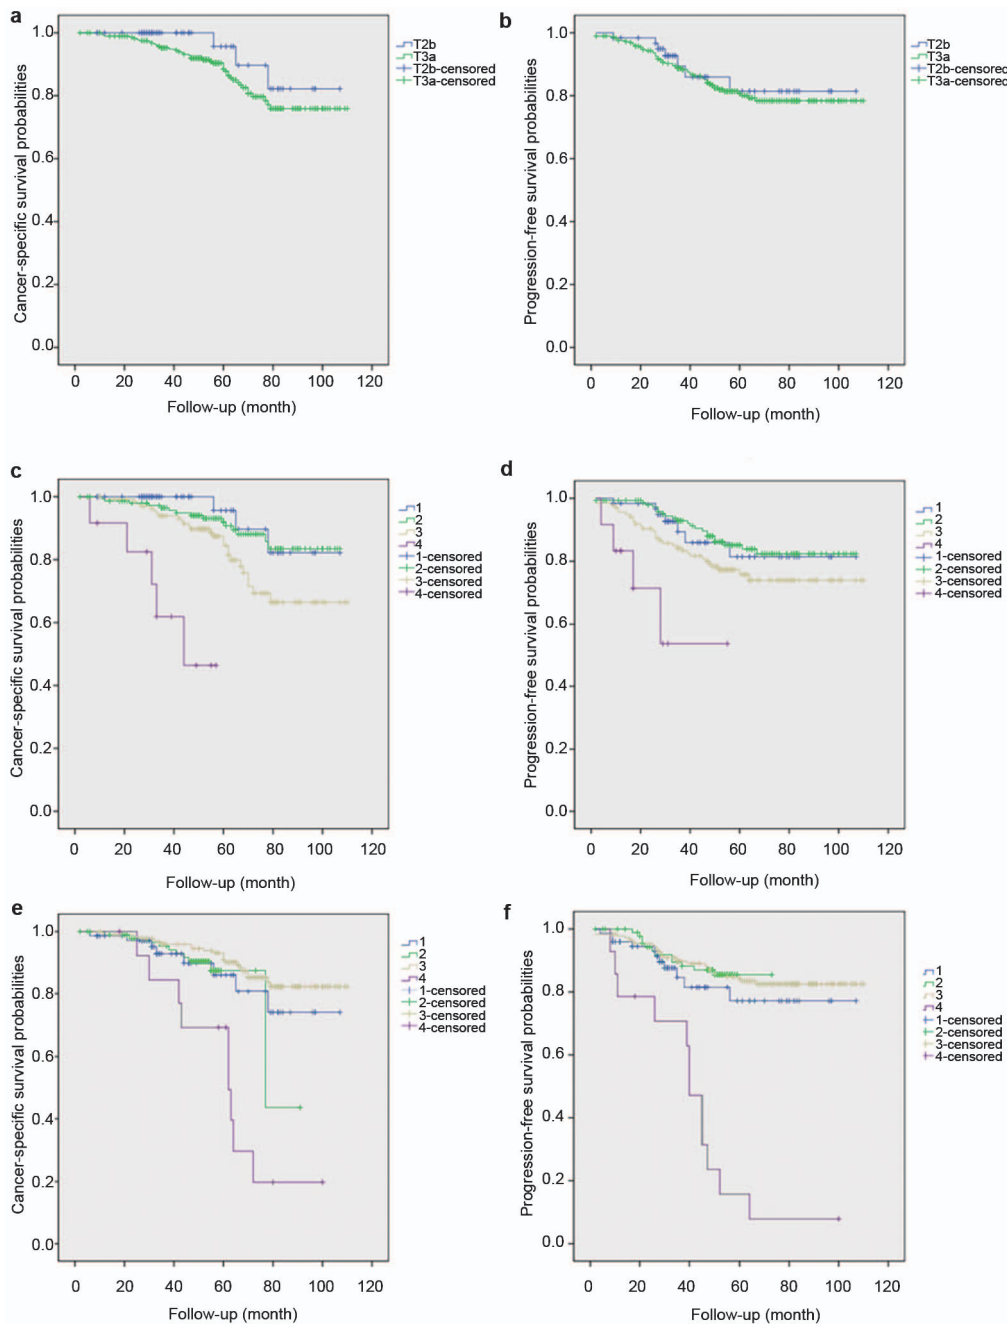 a
Cancer-specific survival probabilities
1.0
0.8
0.6
0.4
0.2
0.0
0 20 40 60 80 100 120
Follow-up (month)
T2b
T3a
T2b-censored
T3a-censored
b
Progression-free survival probabilities
1.0
0.8
0.6
0.4
0.2
0.0
0 20 40 60 80 100 120
Follow-up (month)
T2b
T3a
T2b-censored
T3a-censored
c
Cancer-specific survival probabilities
1.0
0.8
0.6
0.4
0.2
0.0
0 20 40 60 80 100 120
Follow-up (month)
1
2
3
4
1-censored
2-censored
3-censored
4-censored
d
Progression-free survival probabilities
1.0
0.8
0.6
0.4
0.2
0.0
0 20 40 60 80 100 120
Follow-up (month)
1
2
3
4
1-censored
2-censored
3-censored
4-censored
e
Cancer-specific survival probabilities
1.0
0.8
0.6
0.4
0.2
0.0
0 20 40 60 80 100 120
Follow-up (month)
1
2
3
4
1-censored
2-censored
3-censored
4-censored
f
Progression-free survival probabilities
1.0
0.8
0.6
0.4
0.2
0.0
0 20 40 60 80 100 120
Follow-up (month)
1
2
3
4
1-censored
2-censored
3-censored
4-censored